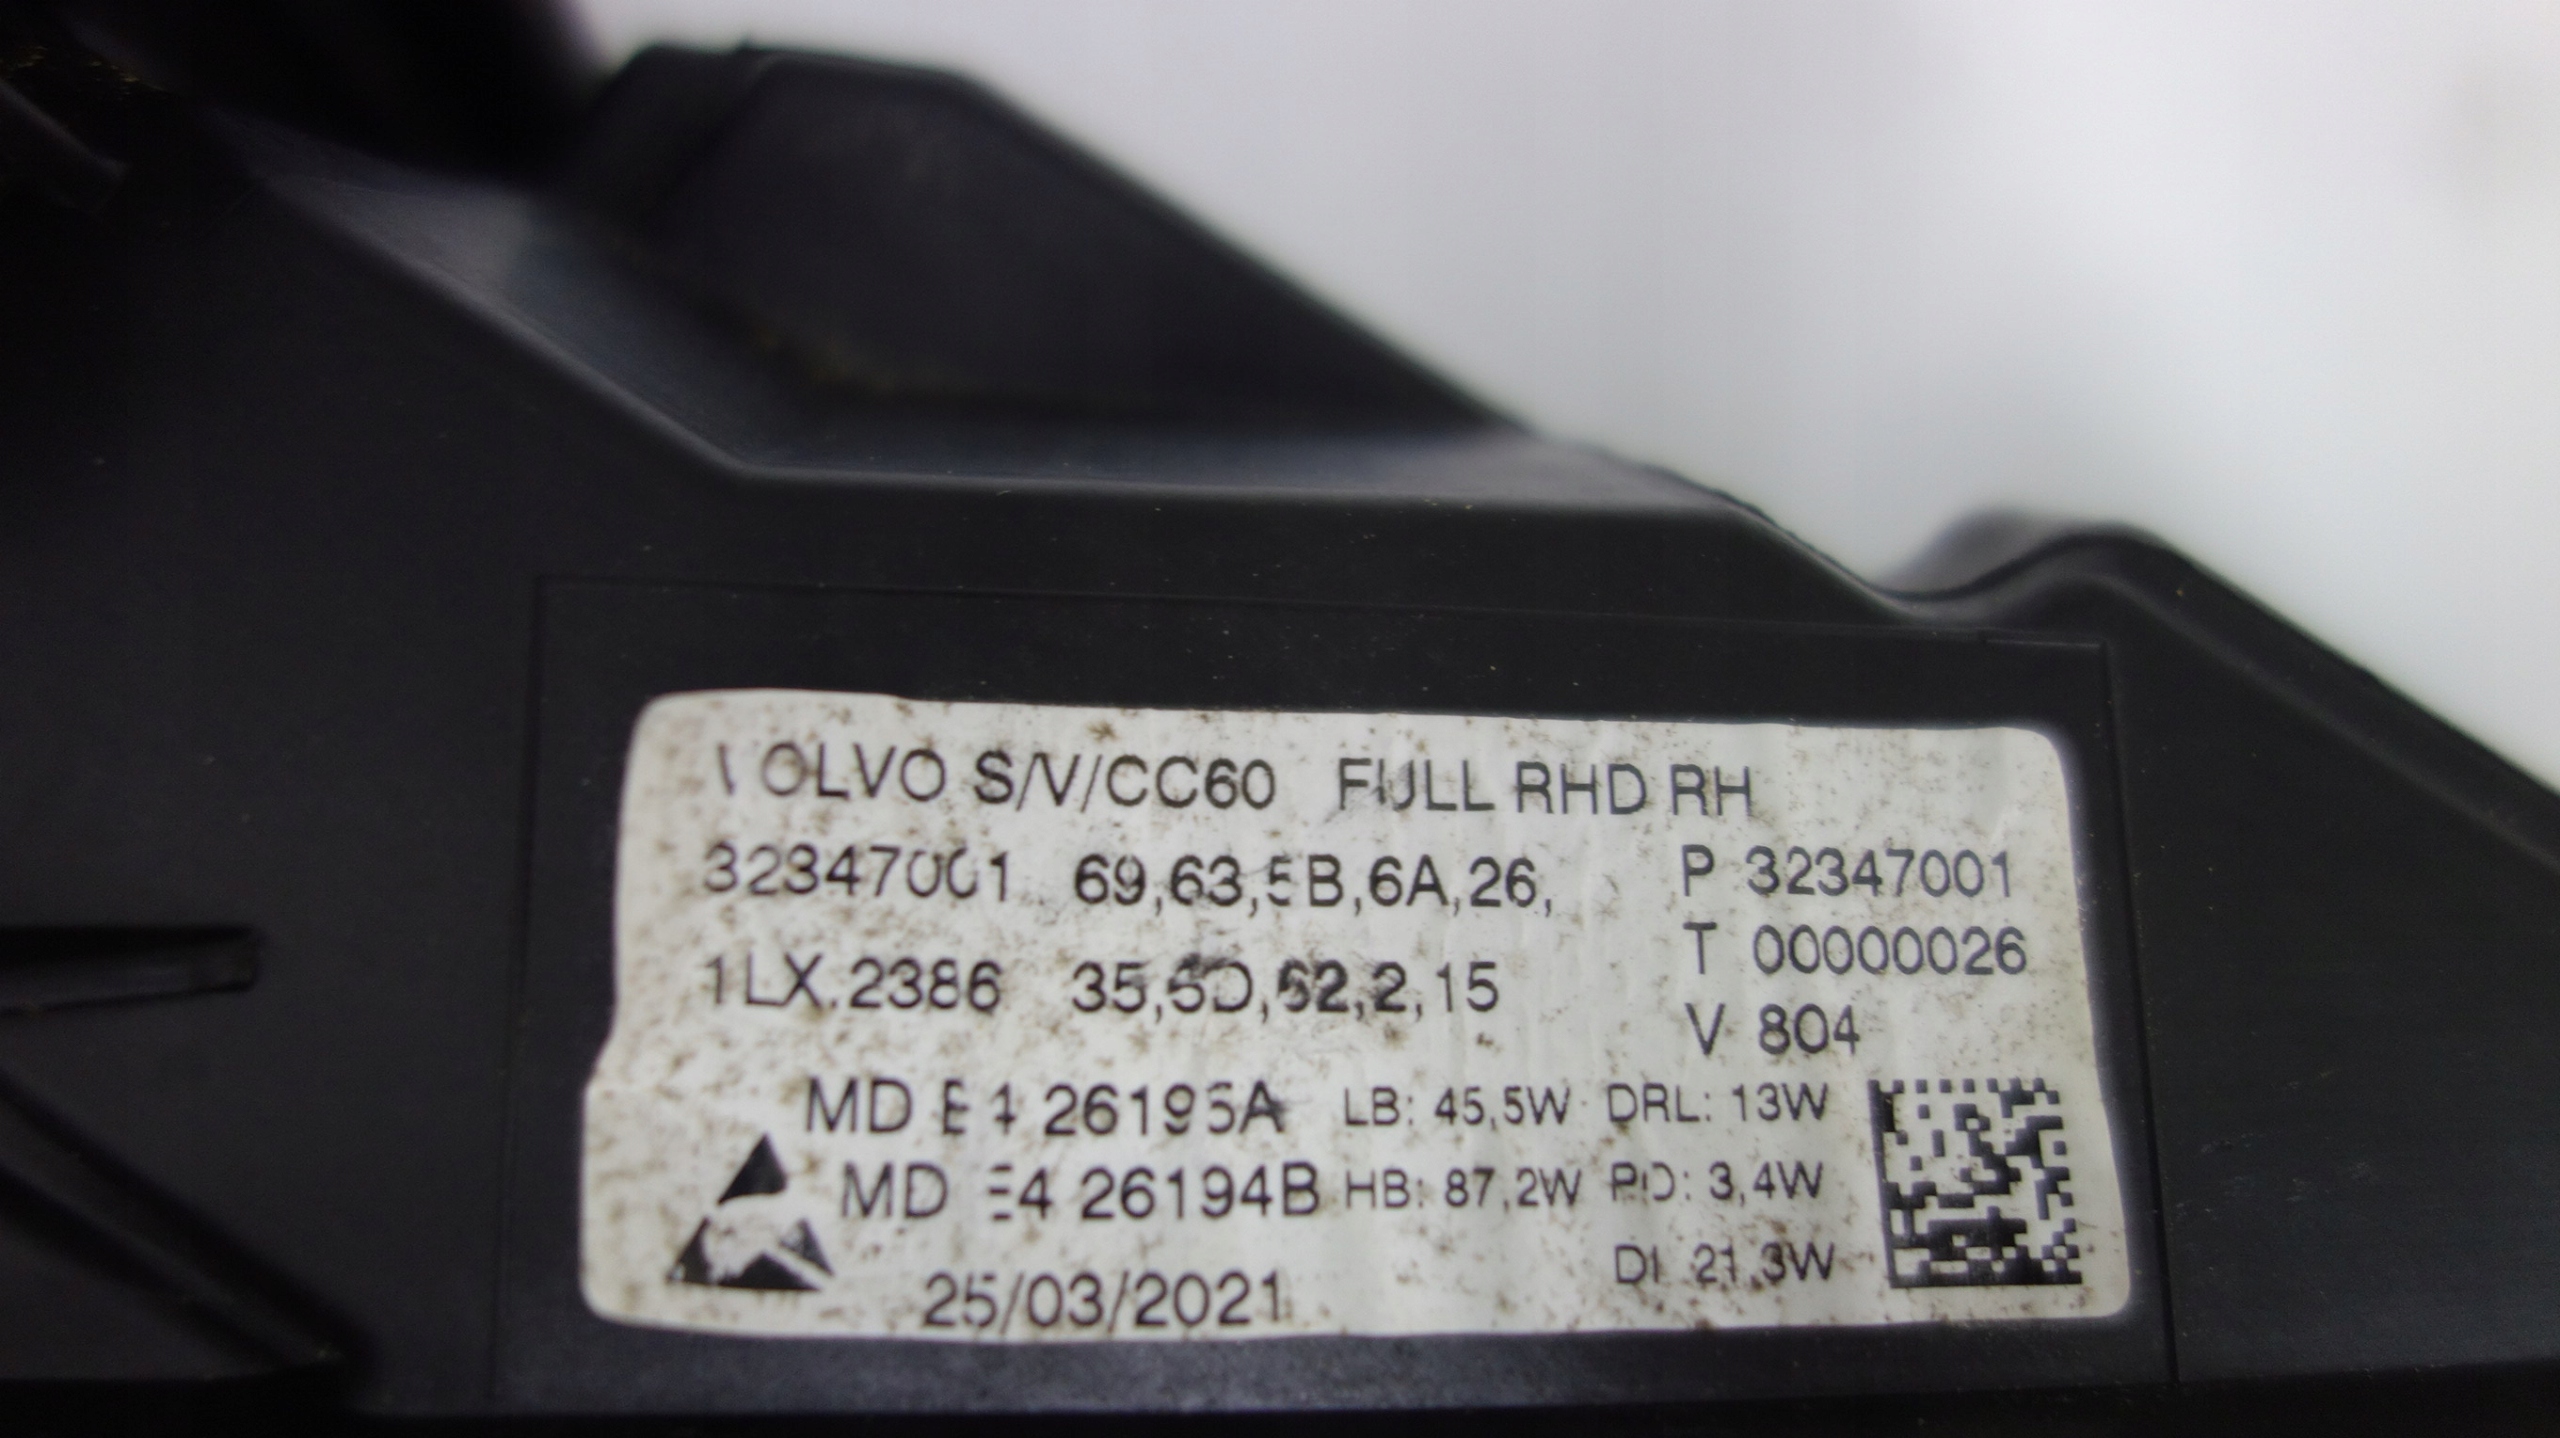 VOLVO S/V/CC60 FULL RHD RH
32347001 69,63,5B,6A,26,
P 32347001
T 00000026
1LX.2386 35,5D,62,2,15
V 804
MD E4 26195A LB: 45,5W DRL: 13W
MD E4 26194B HB: 87,2W PO: 3,4W
DI 21,3W
25/03/2021